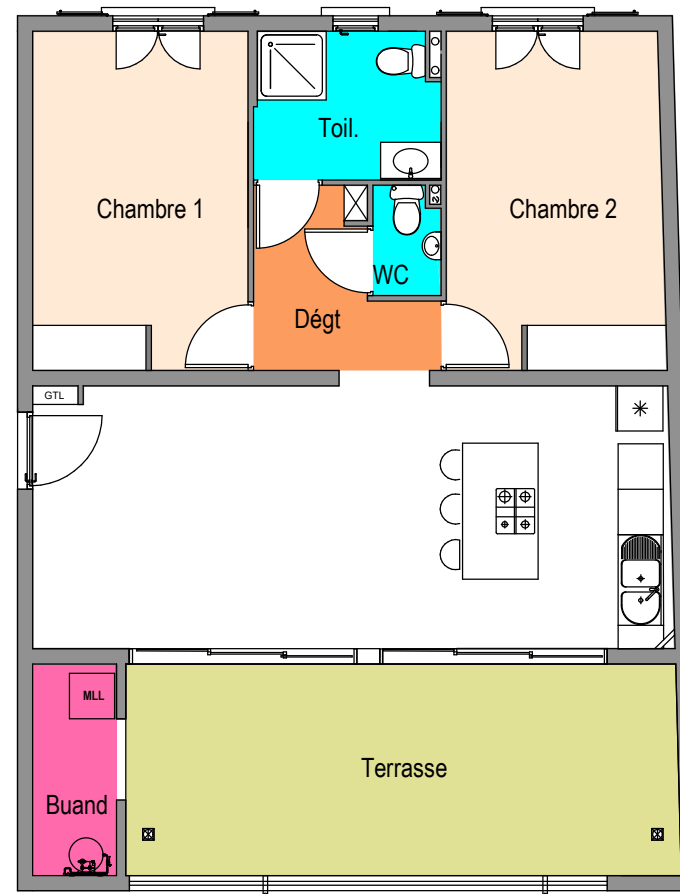 Toil.
Chambre 1
Chambre 2
WC
Dégt
GTL
MLL
Terrasse
Buand